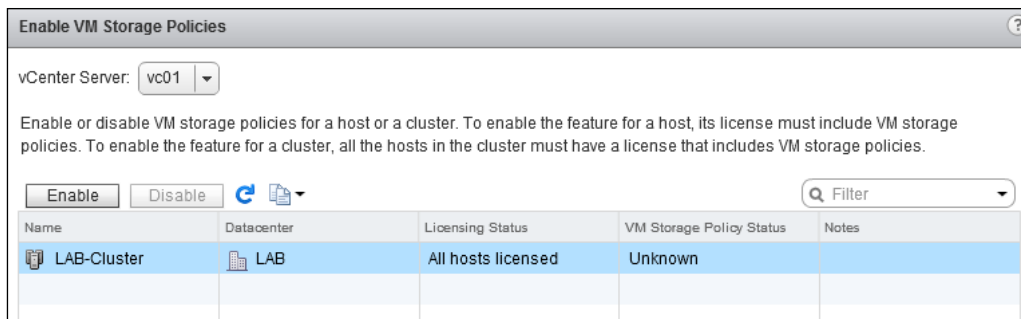 Enable VM Storage Policies
?
vCenter Server: vc01
Enable or disable VM storage policies for a host or a cluster. To enable the feature for a host, its license must include VM storage
policies. To enable the feature for a cluster, all the hosts in the cluster must have a license that includes VM storage policies.
Enable Disable Filter
Name Datacenter Licensing Status VM Storage Policy Status Notes
LAB-Cluster LAB All hosts licensed Unknown